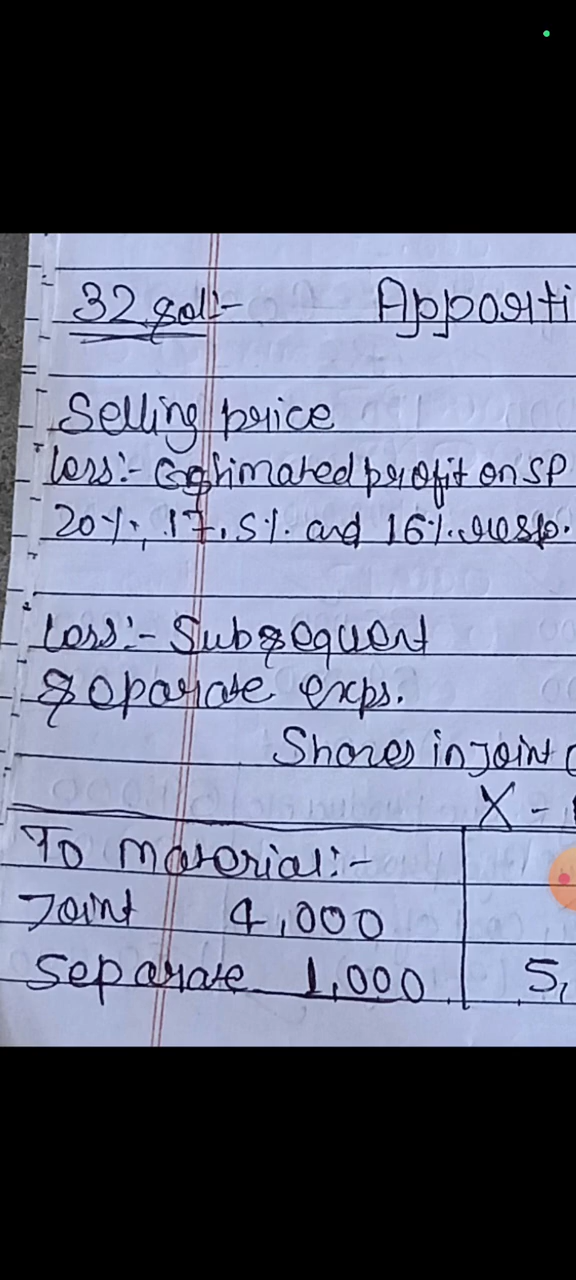 32 sol:- Apporti
Selling price
Less:- Estimated profit on SP
20%, 17.5% and 16% resp.
Less:- Subsequent
separate exps.
Shares in Joint C
X -
To Material:-
Joint 4,000
Separate 1,000 5,